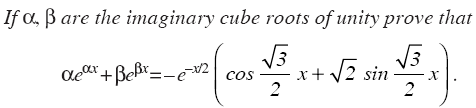 If α, β are the imaginary cube roots of unity prove that
αe^{αx}+βe^{βx}=−e^{−x/2} ( cos √3/2 x + √2 sin √3/2 x ).